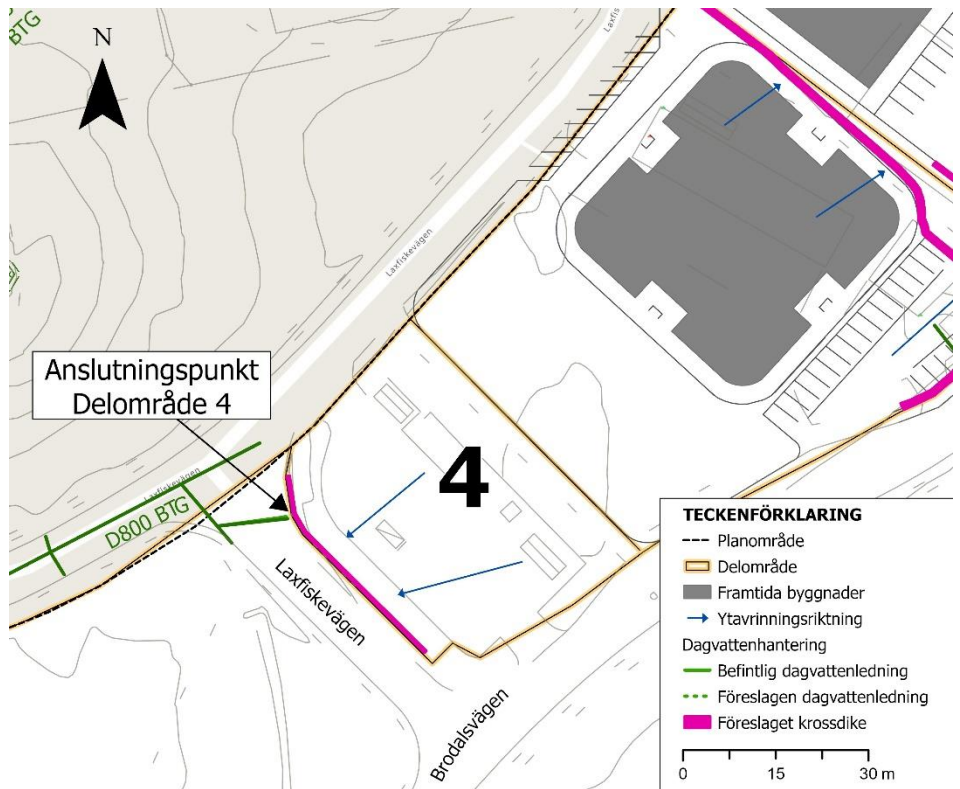 BTG
N
Laxfis
Laxfiskevägen
Anslutningspunkt
Delområde 4
4
Laxfiskevägen
D800 BTG
Laxfiskevägen
Brodalsvägen
TECKENFÖRKLARING
Planområde
Delområde
Framtida byggnader
Ytavrinningsriktning
Dagvattenhantering
Befintlig dagvattenledning
Föreslagen dagvattenledning
Föreslaget krossdike
0 15 30 m